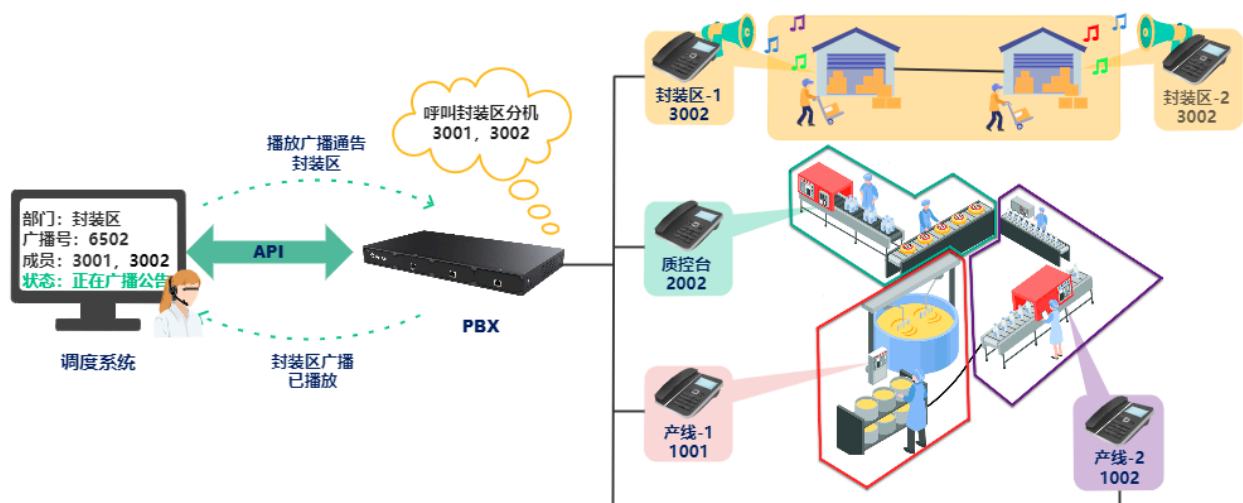 呼叫封装区分机
3001，3002
播放广播通告
封装区
部门：封装区
广播号：6502
成员：3001，3002
状态：正在广播公告
API
PBX
调度系统
封装区广播
已播放
封装区-1
3002
封装区-2
3002
质控台
2002
产线-1
1001
产线-2
1002